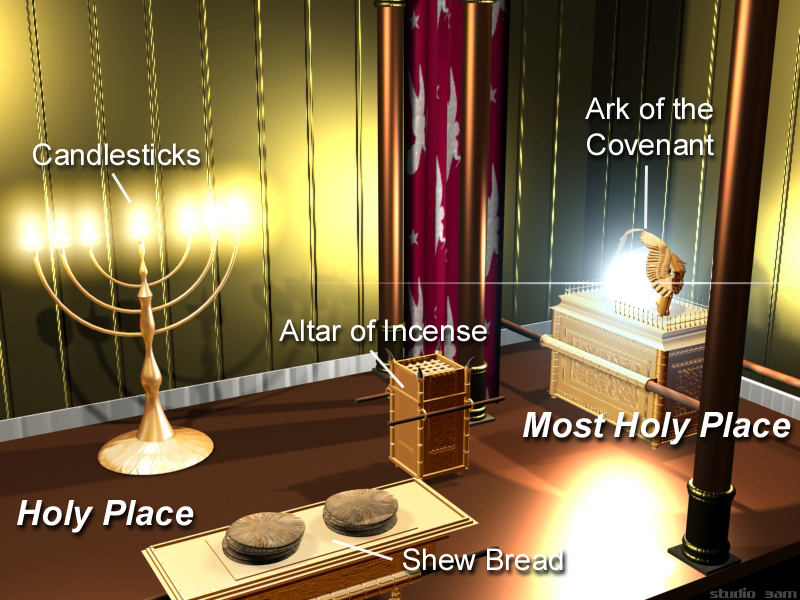 Ark of the
Covenant
Candlesticks
Altar of Incense
Most Holy Place
Holy Place
Shew Bread
studio 3am